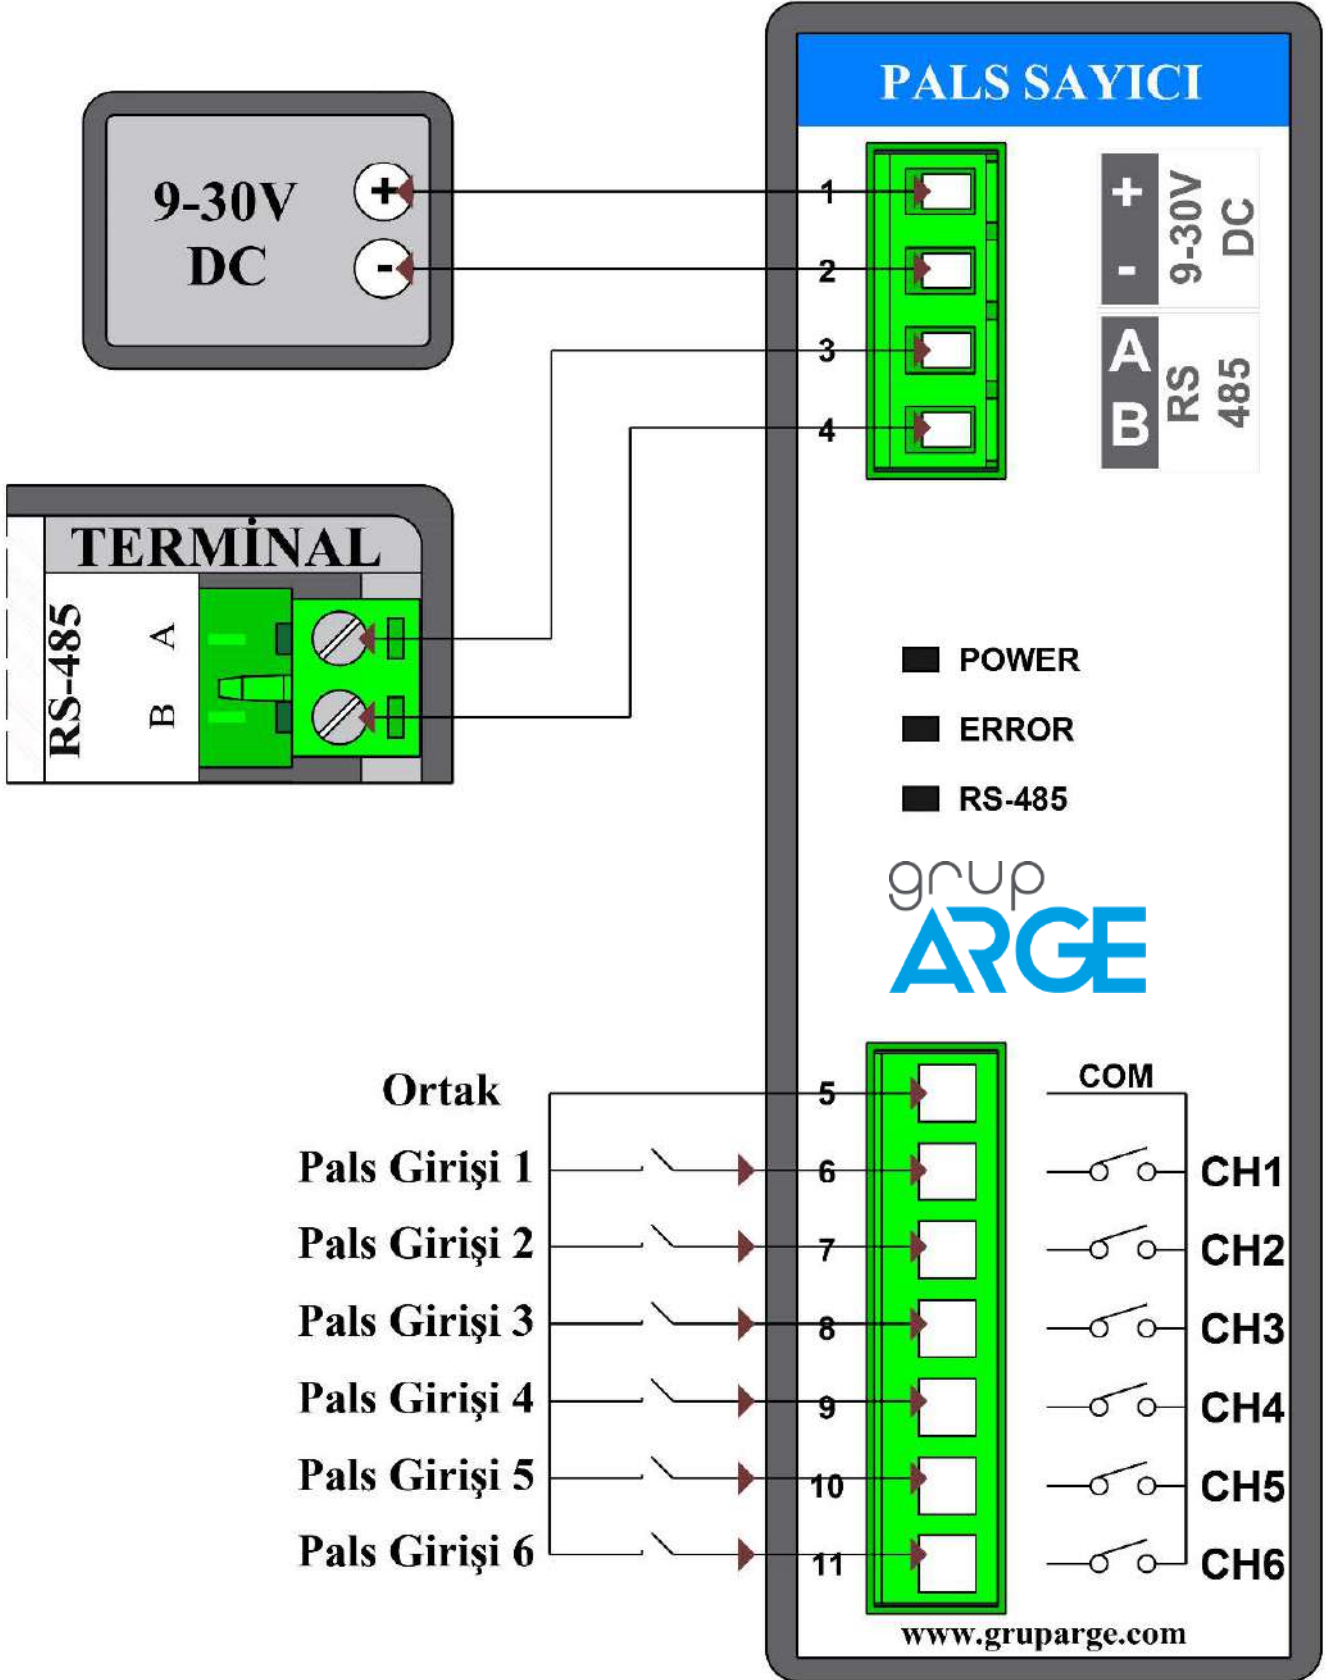 PALS SAYICI
9-30V
DC
+
-
1
2
3
4
+
-
9-30V
DC
A
B
RS
485
TERMİNAL
RS-485
A
B
POWER
ERROR
RS-485
grup
ARGE
Ortak
5
COM
Pals Girişi 1
6
CH1
Pals Girişi 2
7
CH2
Pals Girişi 3
8
CH3
Pals Girişi 4
9
CH4
Pals Girişi 5
10
CH5
Pals Girişi 6
11
CH6
www.gruparge.com